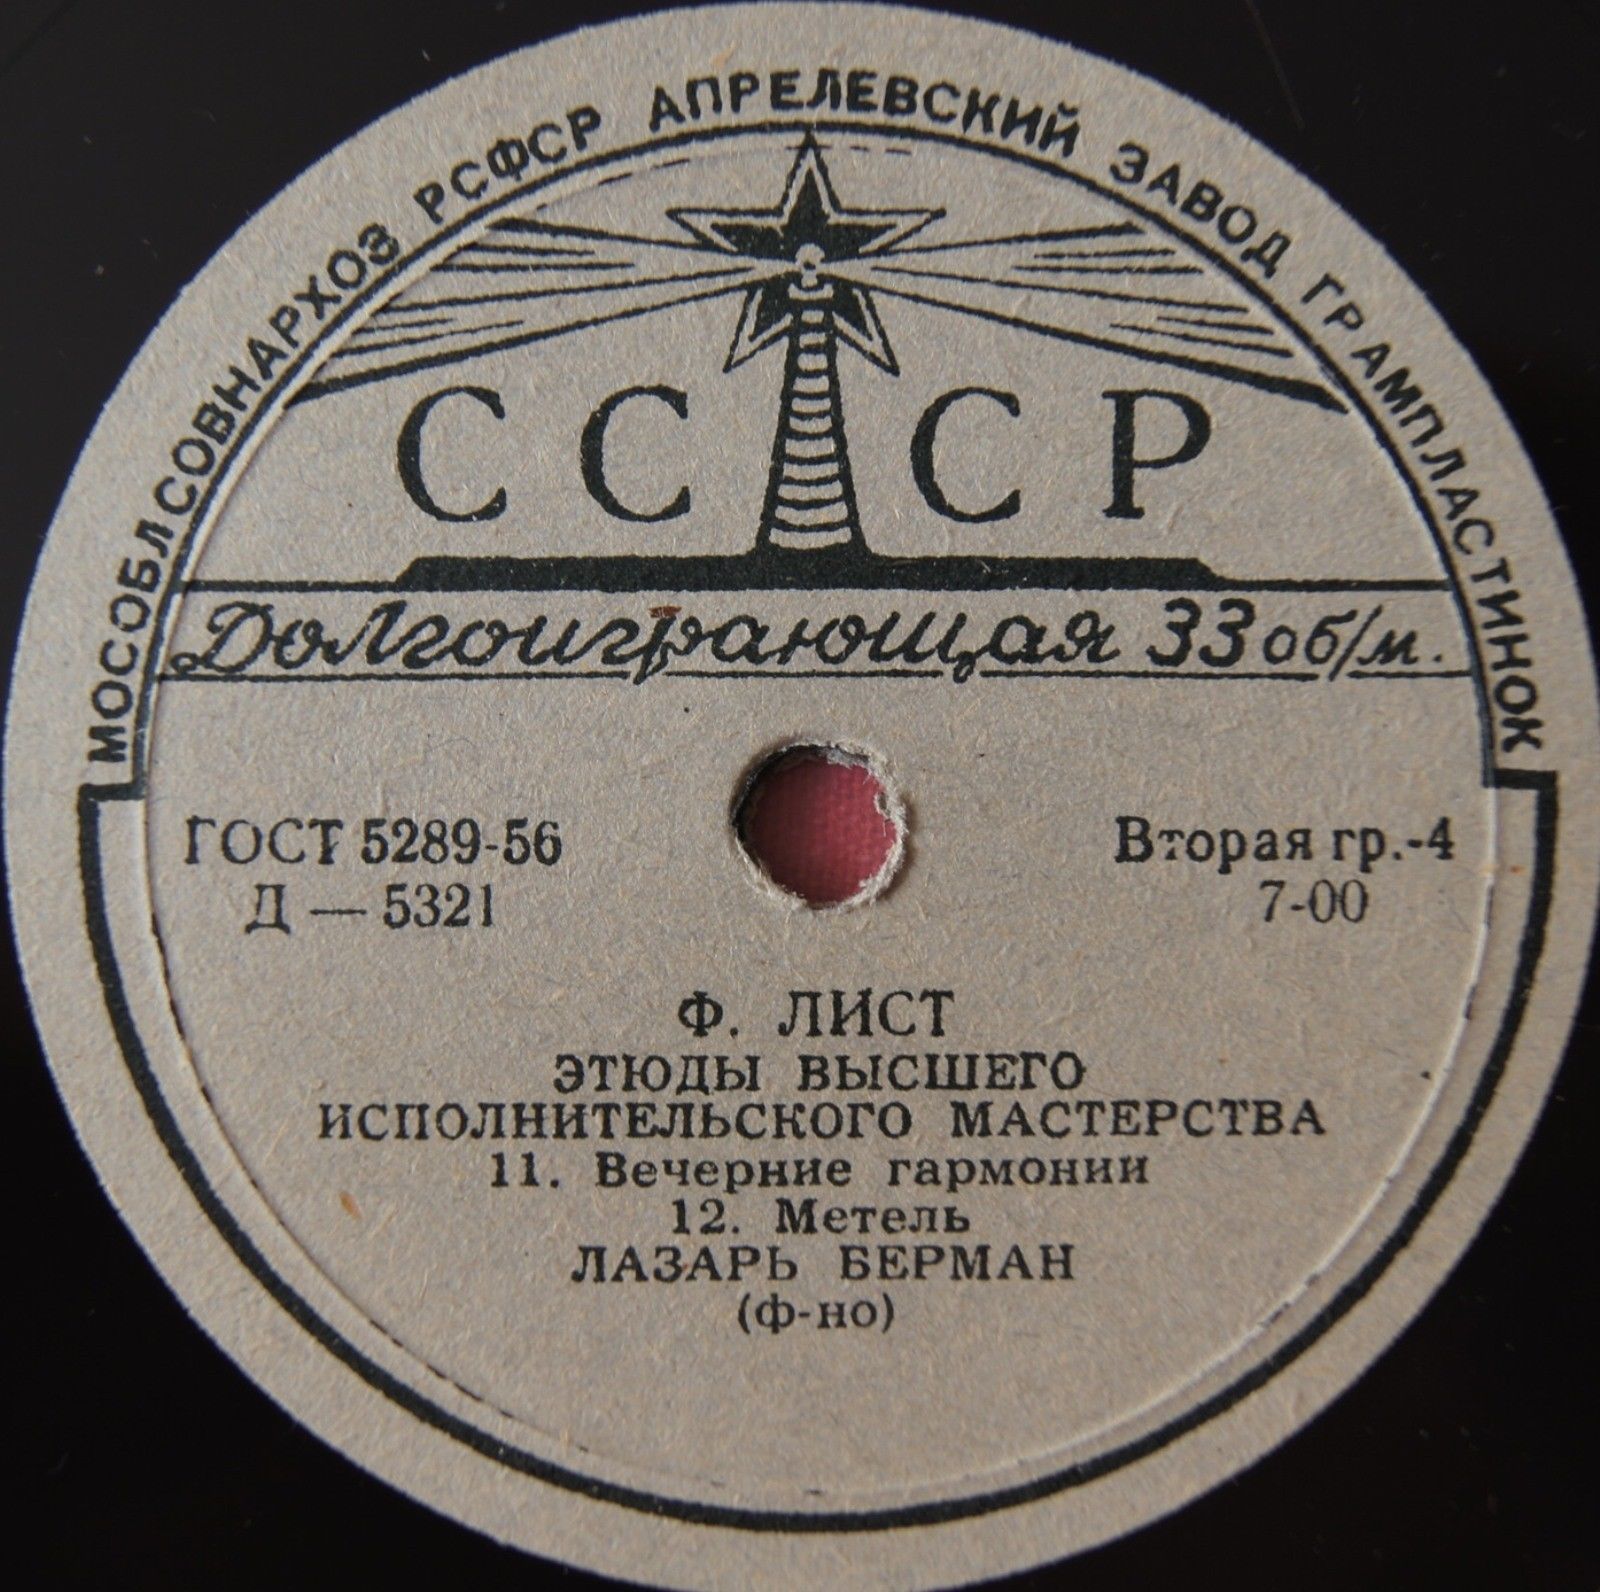 МОСОБЛСОВНАРХОЗ РСФСР АПРЕЛЕВСКИЙ ЗАВОД ГРАМПЛАСТИНОК
СССР
Долгоиграющая 33 об/м.
ГОСТ 5289-56
Д — 5321
Вторая гр.-4
7-00
Ф. ЛИСТ
ЭТЮДЫ ВЫСШЕГО
ИСПОЛНИТЕЛЬСКОГО МАСТЕРСТВА
11. Вечерние гармонии
12. Метель
ЛАЗАРЬ БЕРМАН
(ф-но)